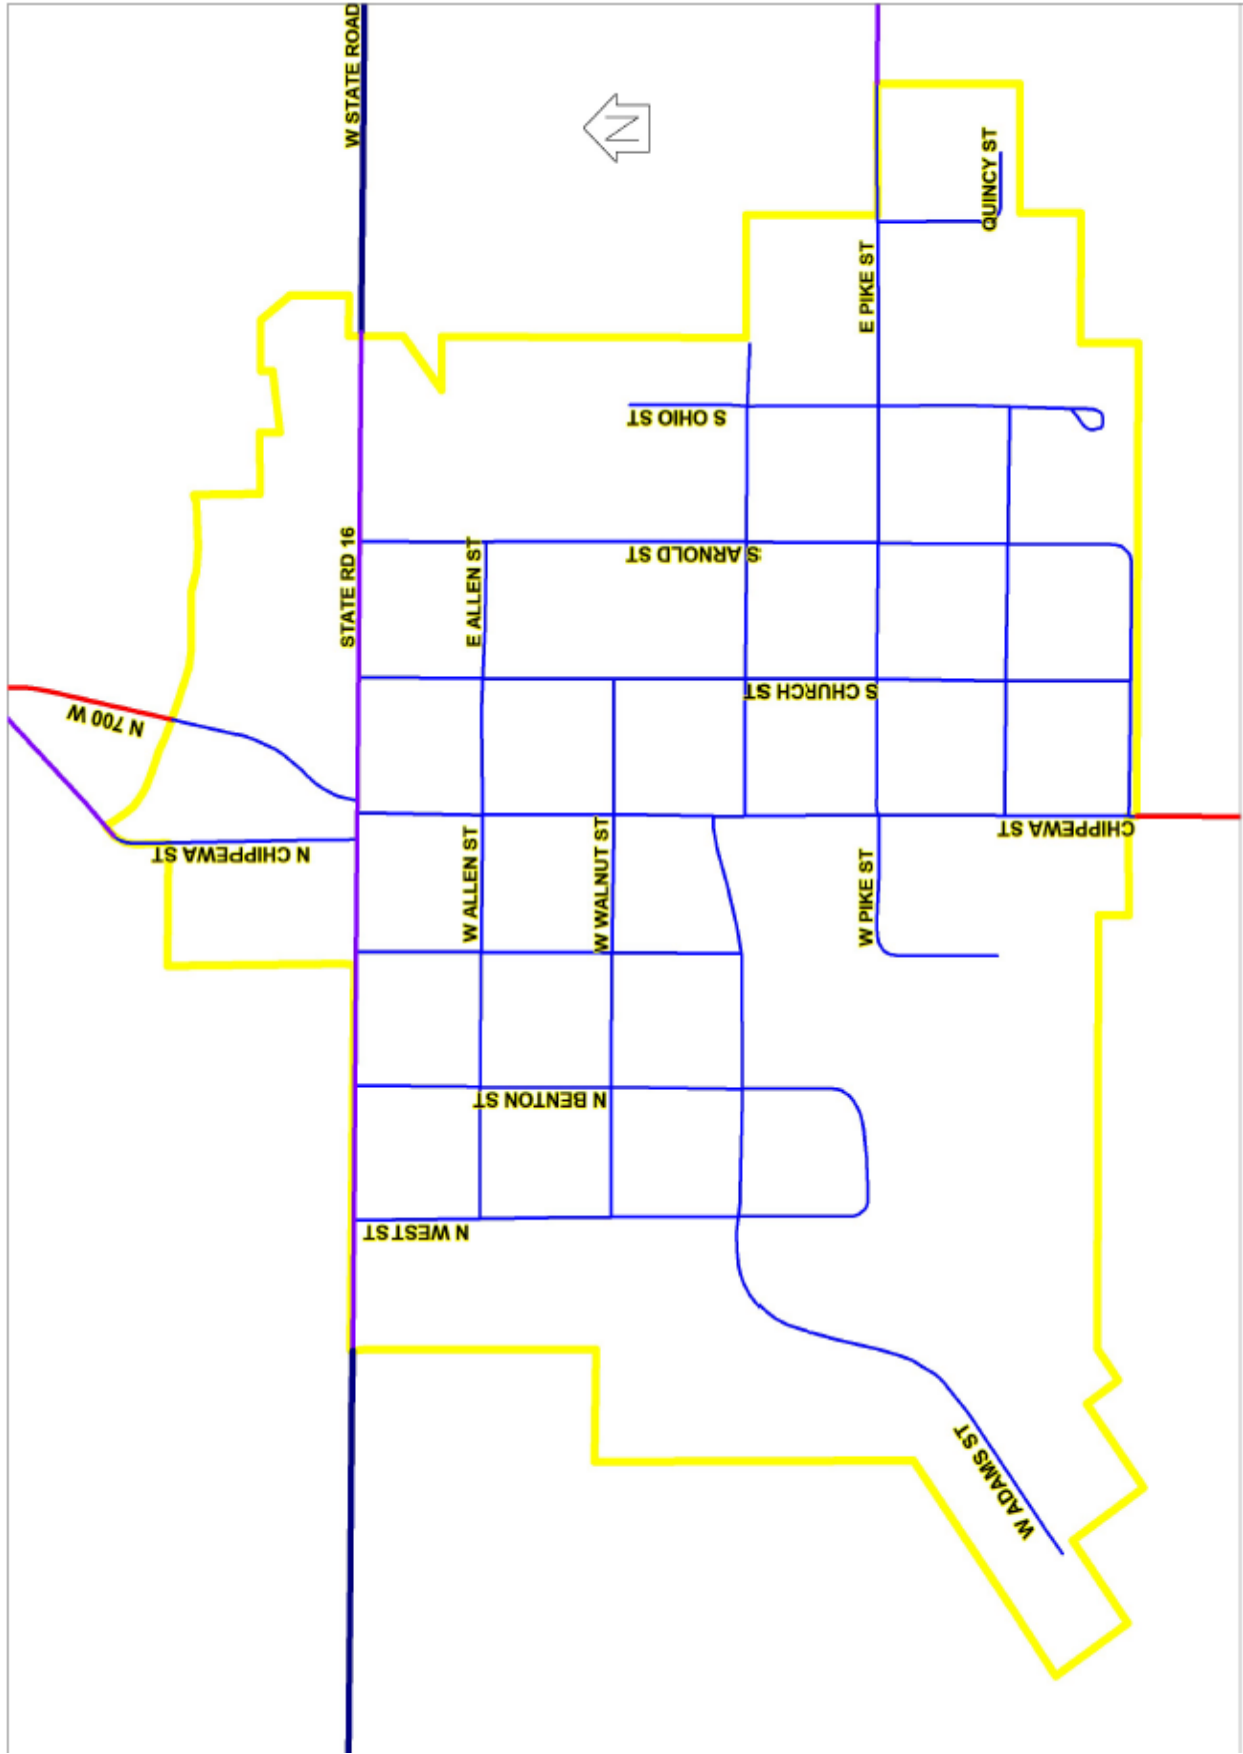 W STATE ROAD
N
QUINCY ST
E PIKE ST
S OHIO ST
STATE RD 16
E ALLEN ST
S ARNOLD ST
N 700 W
S CHURCH ST
N CHIPPEWA ST
W ALLEN ST
W WALNUT ST
W PIKE ST
CHIPPEWA ST
N BENTON ST
N WEST ST
W ADAMS ST